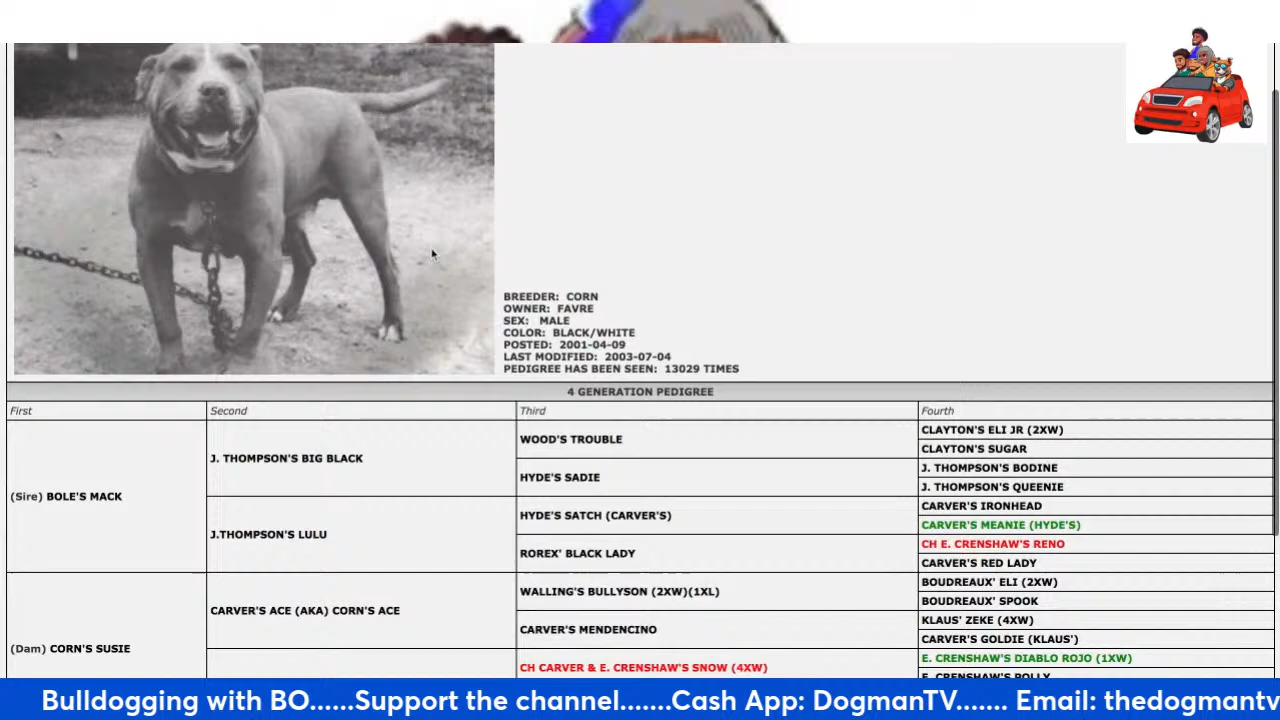 BREEDER: CORN
OWNER: FAVRE
SEX: MALE
COLOR: BLACK/WHITE
POSTED: 2001-04-09
LAST MODIFIED: 2003-07-04
PEDIGREE HAS BEEN SEEN: 13029 TIMES
4 GENERATION PEDIGREE
First Second Third Fourth
(Sire) BOLE'S MACK
J. THOMPSON'S BIG BLACK
WOOD'S TROUBLE
CLAYTON'S ELI JR (2XW)
CLAYTON'S SUGAR
HYDE'S SADIE
J. THOMPSON'S BODINE
J. THOMPSON'S QUEENIE
J.THOMPSON'S LULU
HYDE'S SATCH (CARVER'S)
CARVER'S IRONHEAD
CARVER'S MEANIE (HYDE'S)
ROREX' BLACK LADY
CH E. CRENSHAW'S RENO
CARVER'S RED LADY
(Dam) CORN'S SUSIE
CARVER'S ACE (AKA) CORN'S ACE
WALLING'S BULLYSON (2XW)(1XL)
BOUDREAUX' ELI (2XW)
BOUDREAUX' SPOOK
CARVER'S MENDENCINO
KLAUS' ZEKE (4XW)
CARVER'S GOLDIE (KLAUS')
CH CARVER & E. CRENSHAW'S SNOW (4XW)
E. CRENSHAW'S DIABLO ROJO (1XW)
E. CRENSHAW'S POLLY
Bulldogging with BO......Support the channel.......Cash App: DogmanTV....... Email: thedogmantv